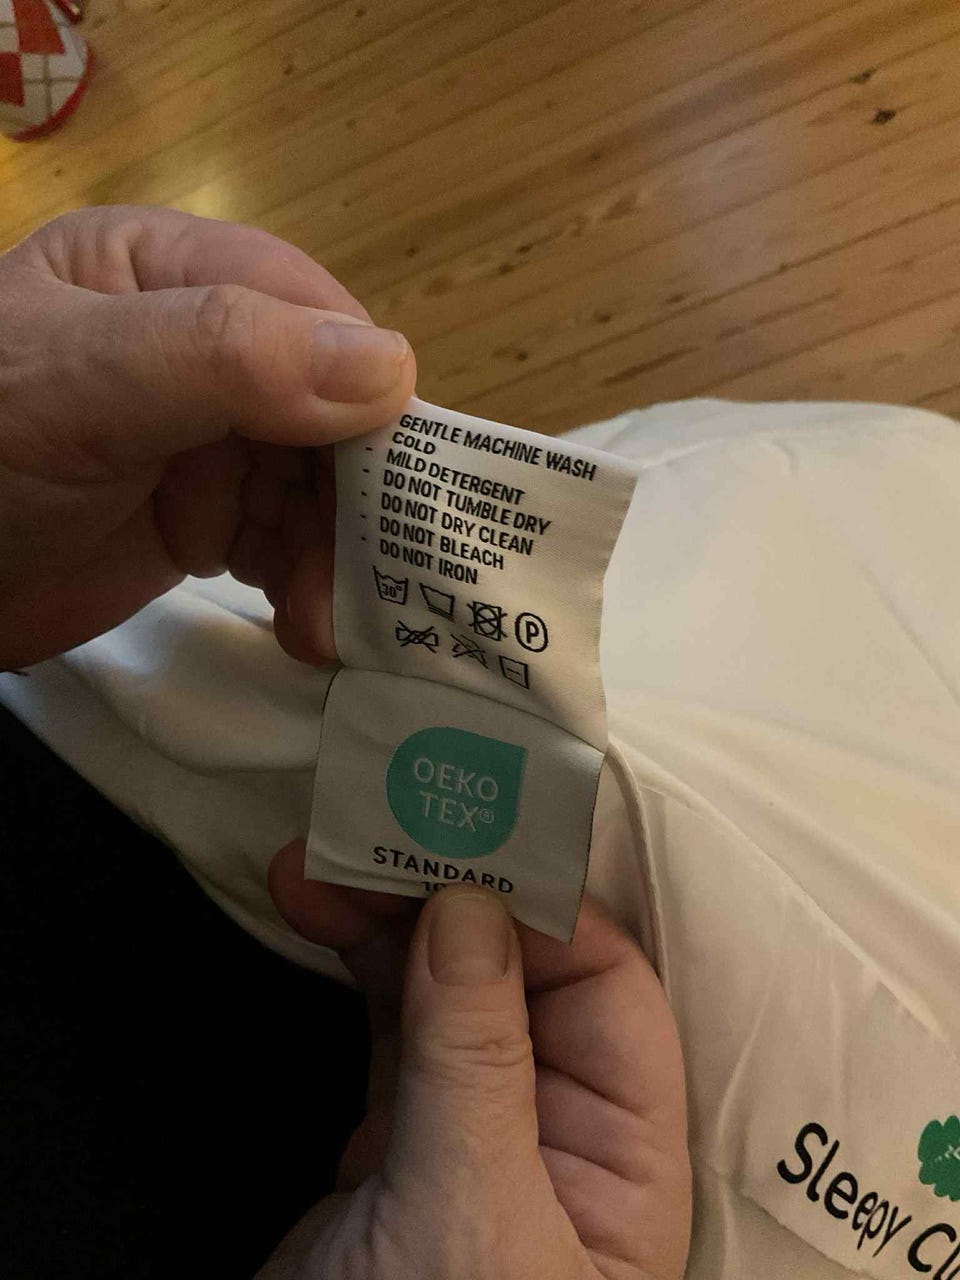 GENTLE MACHINE WASH
- COLD
- MILD DETERGENT
- DO NOT TUMBLE DRY
- DO NOT DRY CLEAN
- DO NOT BLEACH
DO NOT IRON
30°
P
OEKO
TEX®
STANDARD
Sleepy